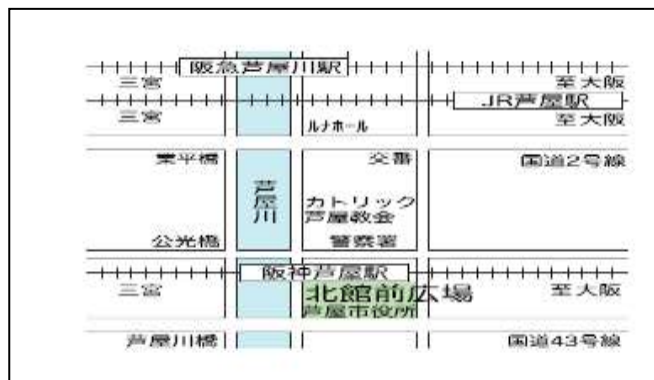 阪急芦屋川駅
三宮
至大阪
JR芦屋駅
三宮
至大阪
ルナホール
業平橋
交番
国道2号線
芦屋川
カトリック
芦屋教会
公光橋
警察署
阪神芦屋駅
三宮
北館前広場
至大阪
芦屋市役所
芦屋川橋
国道43号線